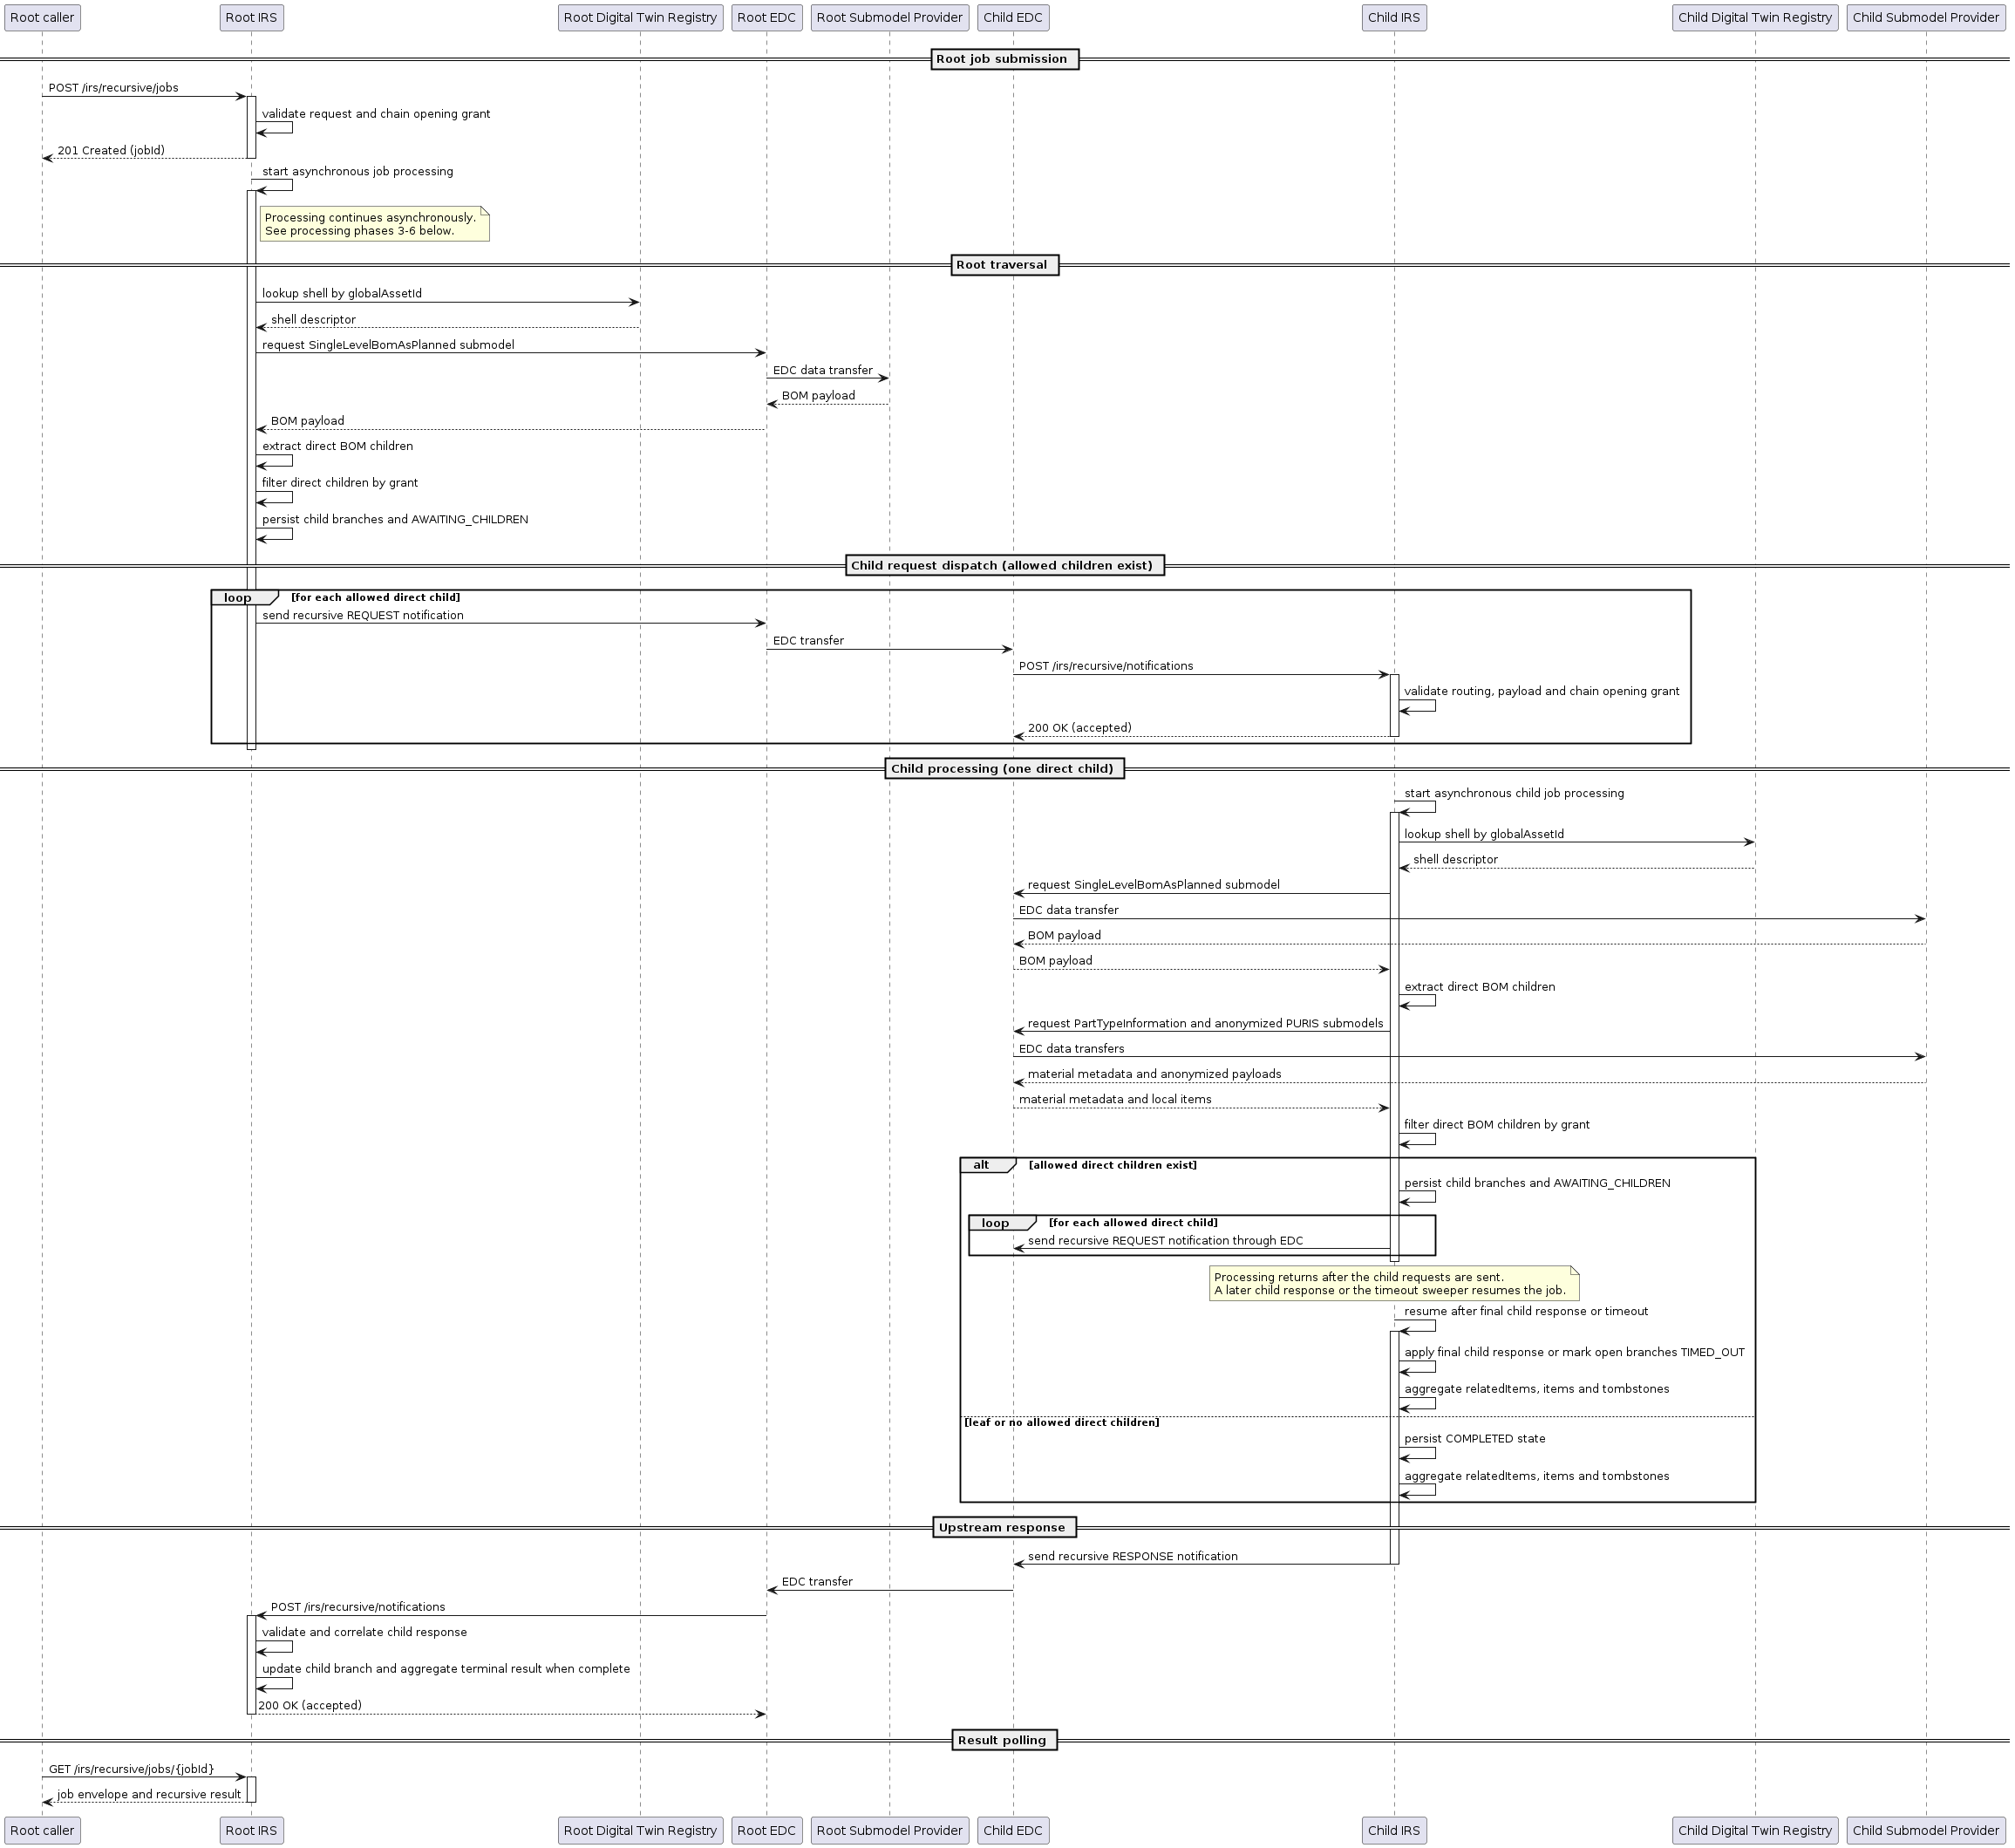 Root caller
Root IRS
Root Digital Twin Registry
Root EDC
Root Submodel Provider
Child EDC
Child IRS
Child Digital Twin Registry
Child Submodel Provider
Root job submission
POST /irs/recursive/jobs
validate request and chain opening grant
201 Created (jobId)
start asynchronous job processing
Processing continues asynchronously.
See processing phases 3-6 below.
Root traversal
lookup shell by globalAssetId
shell descriptor
request SingleLevelBomAsPlanned submodel
EDC data transfer
BOM payload
BOM payload
extract direct BOM children
filter direct children by grant
persist child branches and AWAITING_CHILDREN
Child request dispatch (allowed children exist)
loop [for each allowed direct child]
send recursive REQUEST notification
EDC transfer
POST /irs/recursive/notifications
validate routing, payload and chain opening grant
200 OK (accepted)
Child processing (one direct child)
start asynchronous child job processing
lookup shell by globalAssetId
shell descriptor
request SingleLevelBomAsPlanned submodel
EDC data transfer
BOM payload
BOM payload
extract direct BOM children
request PartTypeInformation and anonymized PURIS submodels
EDC data transfers
material metadata and anonymized payloads
material metadata and local items
filter direct BOM children by grant
alt [allowed direct children exist]
persist child branches and AWAITING_CHILDREN
loop [for each allowed direct child]
send recursive REQUEST notification through EDC
Processing returns after the child requests are sent.
A later child response or the timeout sweeper resumes the job.
resume after final child response or timeout
apply final child response or mark open branches TIMED_OUT
aggregate relatedItems, items and tombstones
[leaf or no allowed direct children]
persist COMPLETED state
aggregate relatedItems, items and tombstones
Upstream response
send recursive RESPONSE notification
EDC transfer
POST /irs/recursive/notifications
validate and correlate child response
update child branch and aggregate terminal result when complete
200 OK (accepted)
Result polling
GET /irs/recursive/jobs/{jobId}
job envelope and recursive result
Root caller
Root IRS
Root Digital Twin Registry
Root EDC
Root Submodel Provider
Child EDC
Child IRS
Child Digital Twin Registry
Child Submodel Provider